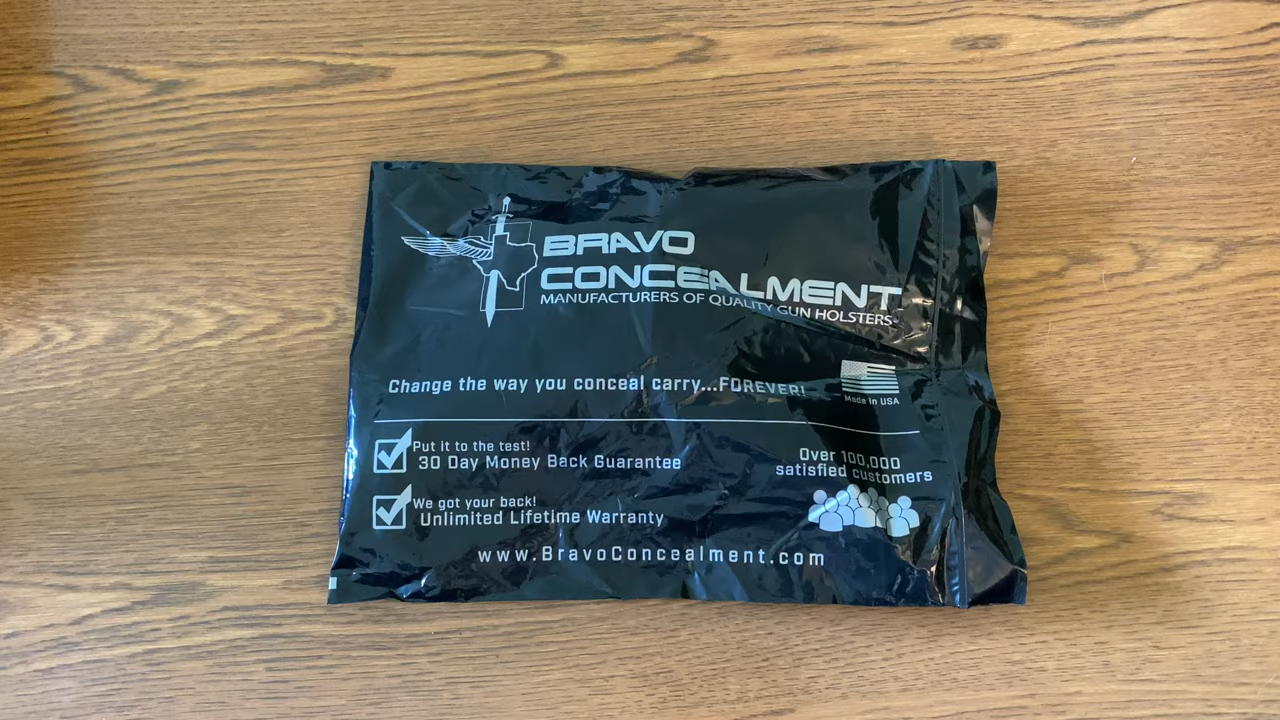 BRAVO
CONCEALMENT
MANUFACTURERS OF QUALITY GUN HOLSTERS
Change the way you conceal carry...FOREVER!
Made in USA
Put it to the test!
30 Day Money Back Guarantee
Over 100,000
satisfied customers
We got your back!
Unlimited Lifetime Warranty
www.BravoConcealment.com